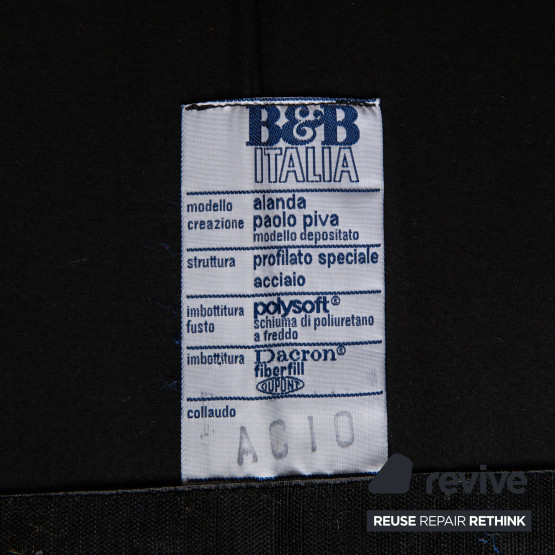 B&B
ITALIA
modello alanda
creazione paolo piva
modello depositato
struttura profilato speciale
acciaio
imbottitura polysoft©
fusto schiuma di poliuretano
a freddo
imbottitura Dacron®
fiberfill
DUPONT
collaudo
AC10
revive
REUSE REPAIR RETHINK